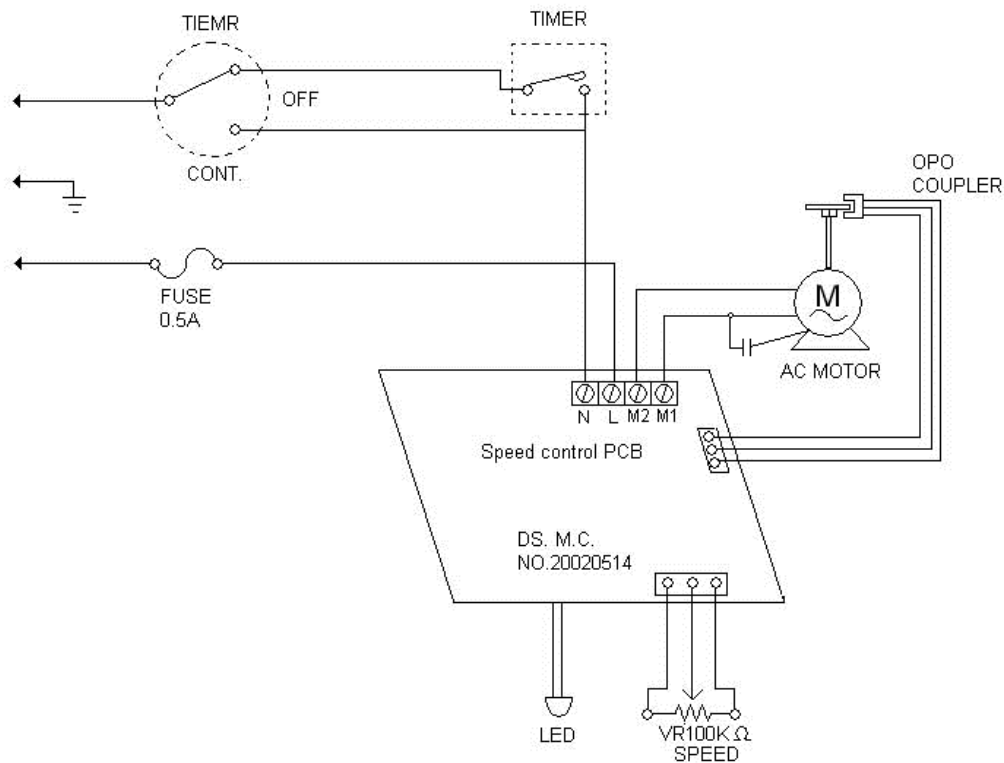 TIEMR
TIMER
OFF
CONT.
OPO
COUPLER
FUSE
0.5A
M
AC MOTOR
N L M2 M1
Speed control PCB
DS. M.C.
NO.20020514
LED
VR100KΩ
SPEED